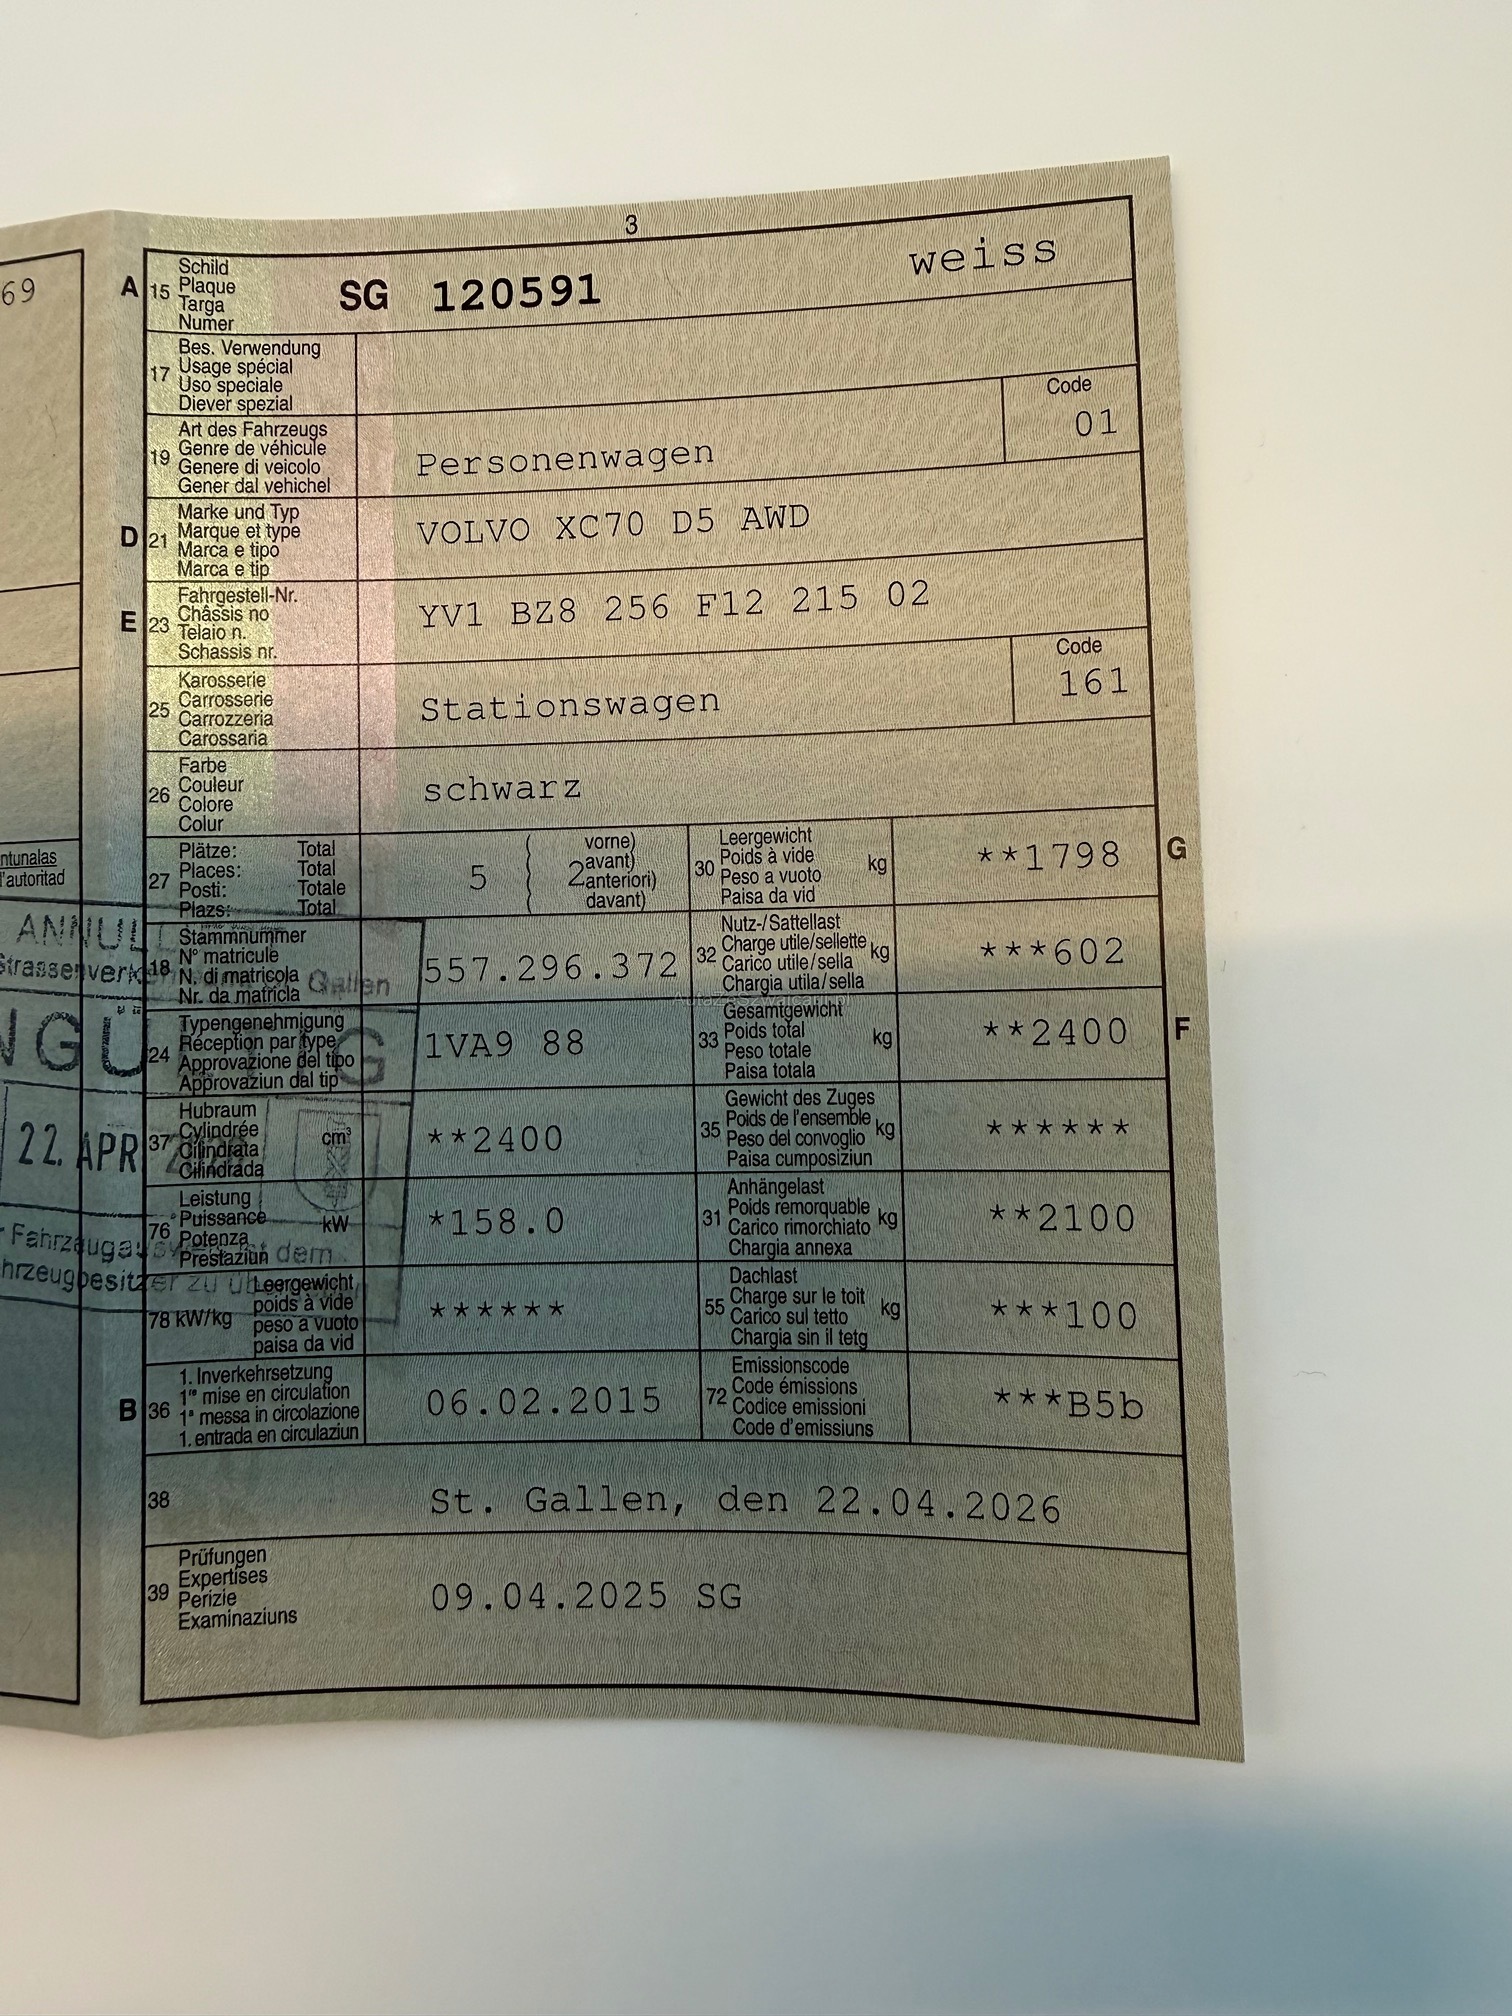 3
69
A 15 Schild
Plaque
Targa
Numer
SG 120591 weiss
17 Bes. Verwendung
Usage spécial
Uso speciale
Diever spezial
19 Art des Fahrzeugs
Genre de véhicule
Genere di veicolo
Gener dal vehichel
Personenwagen
Code
01
D 21 Marke und Typ
Marque et type
Marca e tipo
Marca e tip
VOLVO XC70 D5 AWD
E 23 Fahrgestell-Nr.
Châssis no
Telaio n.
Schassis nr.
YV1 BZ8 256 F12 215 02
25 Karosserie
Carrosserie
Carrozzeria
Carossaria
Stationswagen
Code
161
26 Farbe
Couleur
Colore
Colur
schwarz
27 Plätze: Total
Places: Total
Posti: Totale
Plazs: Total
5
2
vorne)
avant)
anteriori)
davant)
30 Leergewicht
Poids à vide
Peso a vuoto
Paisa da vid
kg
**1798
G
ntunalas
l'autoritad
18 Stammnummer
N° matricule
N. di matricola
Nr. da matricla
557.296.372
32 Nutz-/Sattellast
Charge utile/sellette
Carico utile/sella
Chargia utila/sella
kg
***602
24 Typengenehmigung
Réception par type
Approvazione del tipo
Approvaziun dal tip
1VA9 88
33 Gesamtgewicht
Poids total
Peso totale
Paisa totala
kg
**2400
F
37 Hubraum
Cylindrée
Cilindrata
Cilindrada
cm³
**2400
35 Gewicht des Zuges
Poids de l'ensemble
Peso del convoglio
Paisa cumposiziun
kg
******
76 Leistung
Puissance
Potenza
Prestaziun
kW
*158.0
31 Anhängelast
Poids remorquable
Carico rimorchiato
Chargia annexa
kg
**2100
78 kW/kg
Leergewicht
poids à vide
peso a vuoto
paisa da vid
******
55 Dachlast
Charge sur le toit
Carico sul tetto
Chargia sin il tetg
kg
***100
B 36 1. Inverkehrsetzung
1re mise en circulation
1a messa in circolazione
1. entrada en circulaziun
06.02.2015
72 Emissionscode
Code émissions
Codice emissioni
Code d'emissiuns
***B5b
38 St. Gallen, den 22.04.2026
39 Prüfungen
Expertises
Perizie
Examinaziuns
09.04.2025 SG
ANNUL
Gallen
22. APR
Fahrzeugausweis ist dem